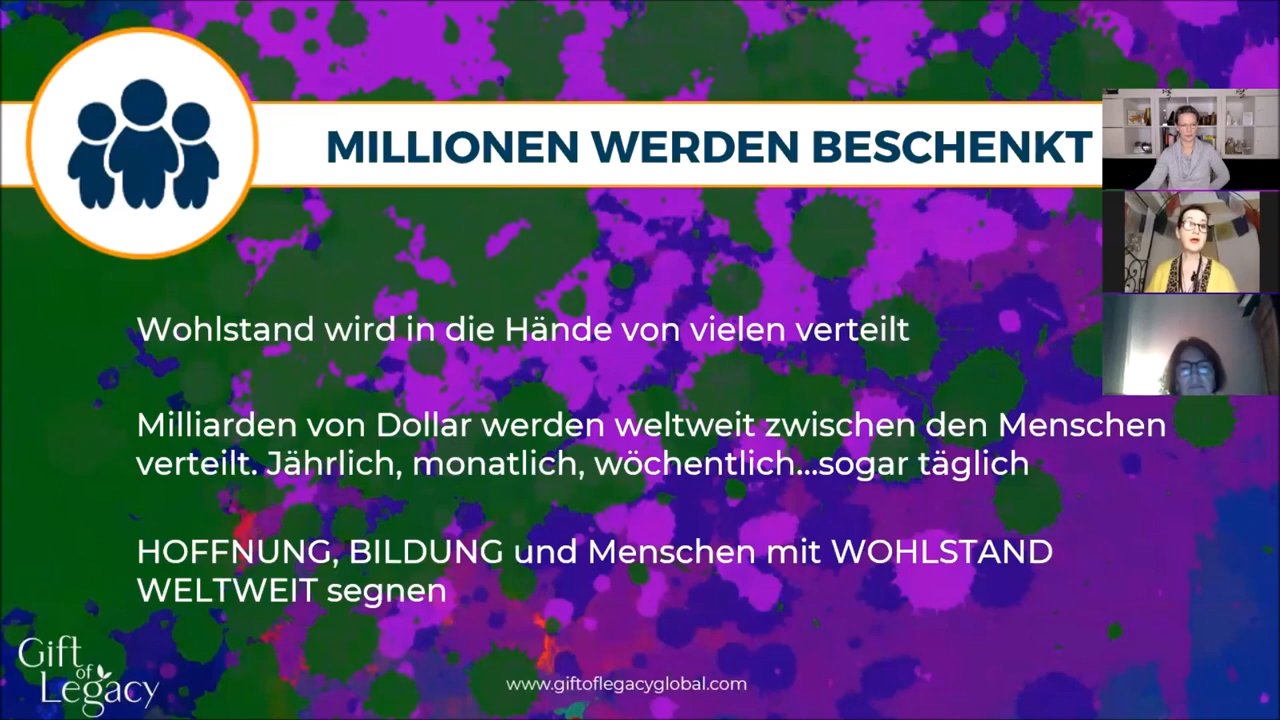 MILLIONEN WERDEN BESCHENKT
Wohlstand wird in die Hände von vielen verteilt
Milliarden von Dollar werden weltweit zwischen den Menschen
verteilt. Jährlich, monatlich, wöchentlich...sogar täglich
HOFFNUNG, BILDUNG und Menschen mit WOHLSTAND
WELTWEIT segnen
Gift
of
Legacy
www.giftoflegacyglobal.com